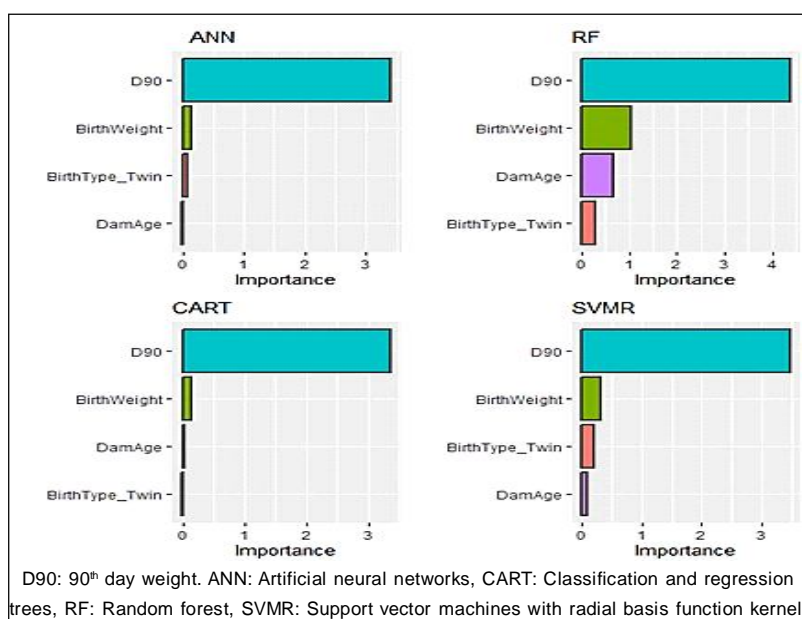 ANN
D90
BirthWeight
BirthType_Twin
DamAge
0 1 2 3
Importance
RF
D90
BirthWeight
DamAge
BirthType_Twin
0 1 2 3 4
Importance
CART
D90
BirthWeight
DamAge
BirthType_Twin
0 1 2 3
Importance
SVMR
D90
BirthWeight
BirthType_Twin
DamAge
0 1 2 3
Importance
D90: 90th day weight. ANN: Artificial neural networks, CART: Classification and regression
trees, RF: Random forest, SVMR: Support vector machines with radial basis function kernel